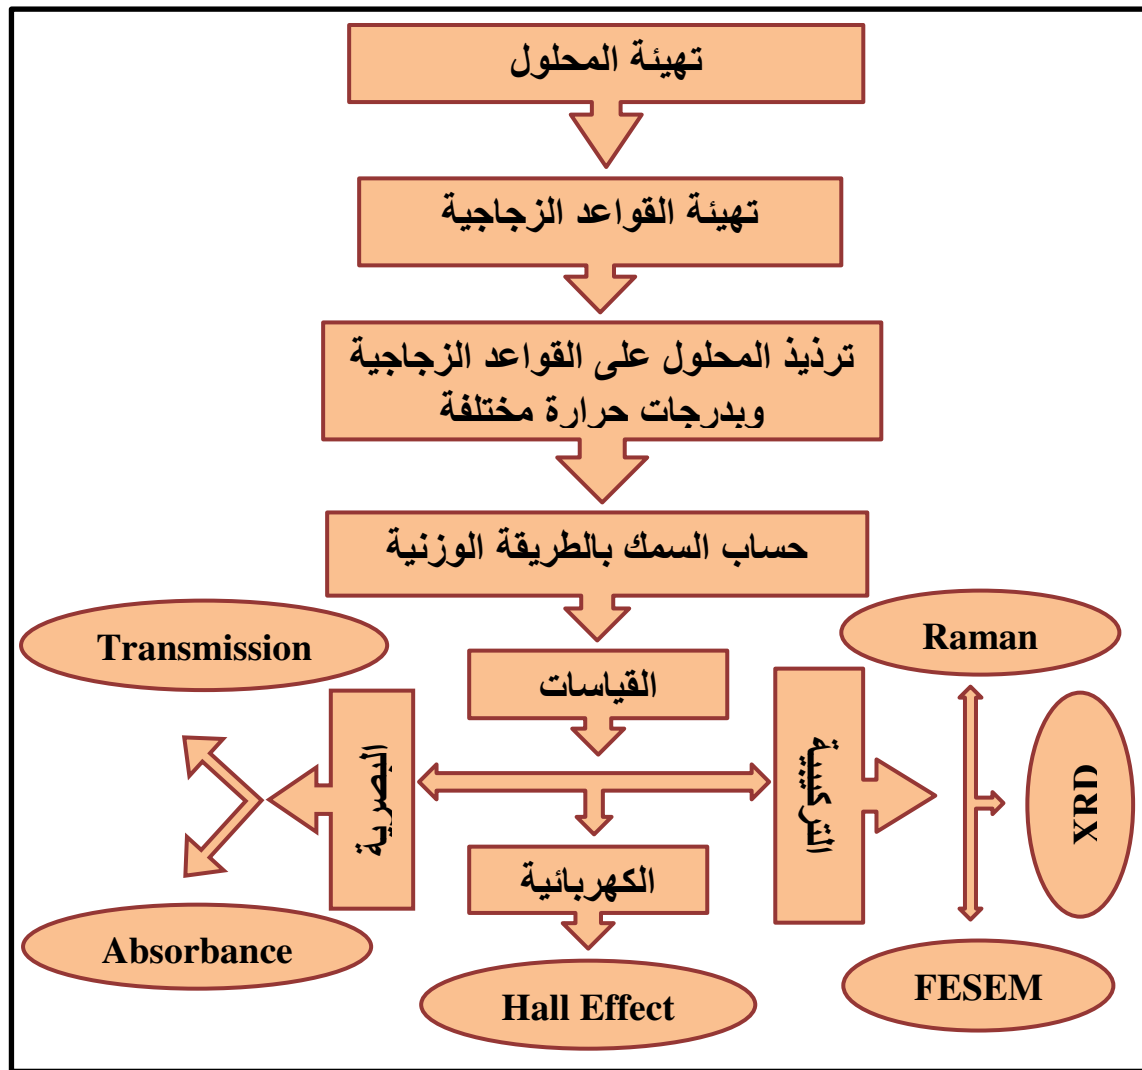 تهيئة المحلول
تهيئة القواعد الزجاجية
ترذيذ المحلول على القواعد الزجاجية
وبدرجات حرارة مختلفة
حساب السمك بالطريقة الوزنية
القياسات
البصرية
Transmission
Absorbance
الكهربائية
Hall Effect
التركيبية
Raman
XRD
FESEM